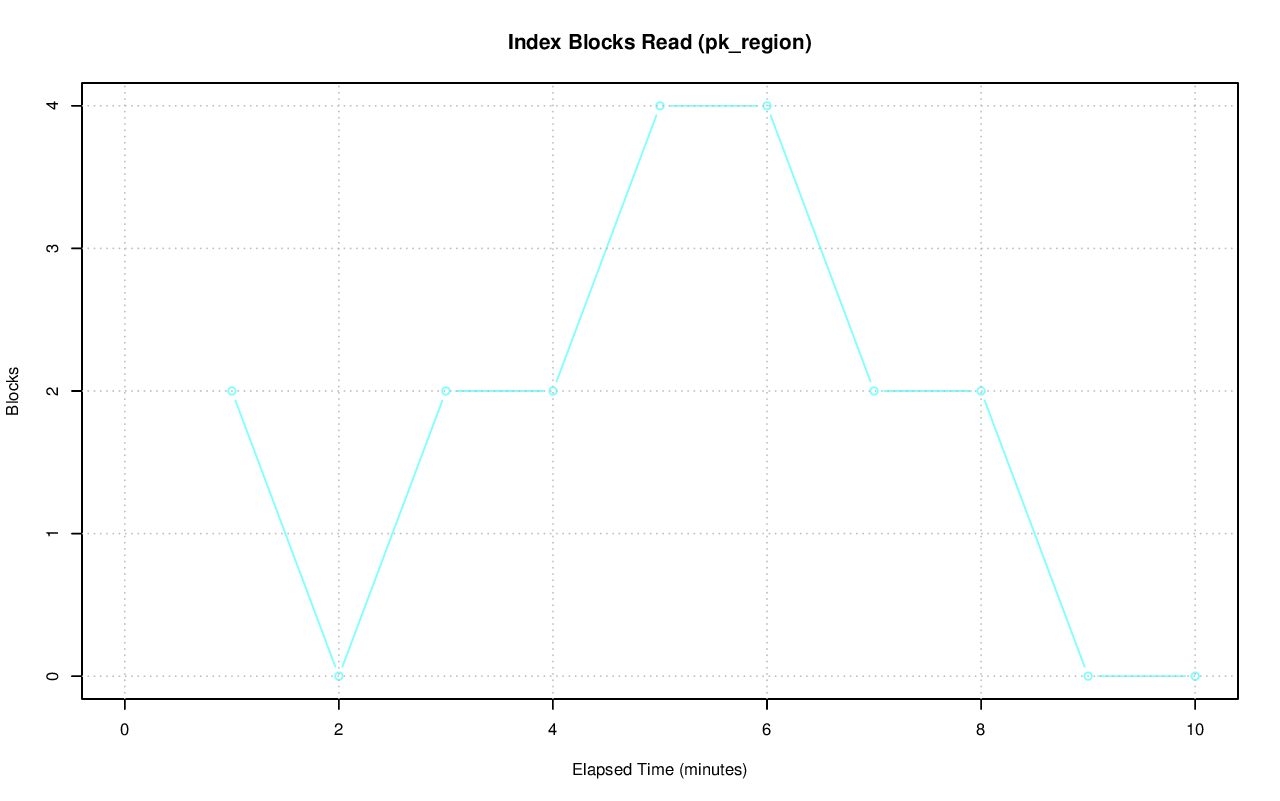 Index Blocks Read (pk_region)
4
3
2
1
0
Blocks
0 2 4 6 8 10
Elapsed Time (minutes)